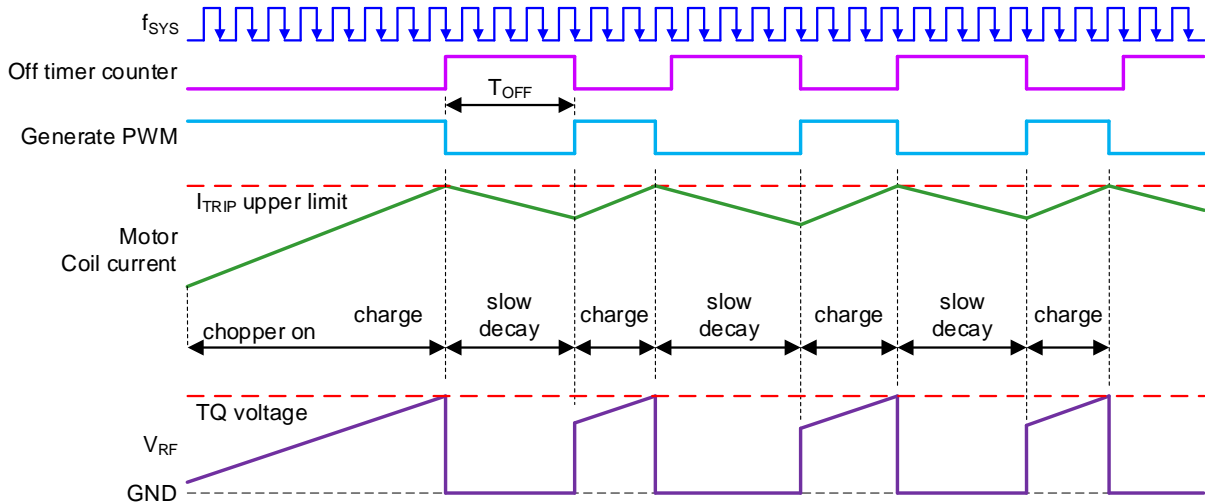 fSYS
Off timer counter
TOFF
Generate PWM
ITRIP upper limit
Motor
Coil current
chopper on
charge
slow
decay
charge
slow
decay
charge
slow
decay
charge
TQ voltage
VRF
GND